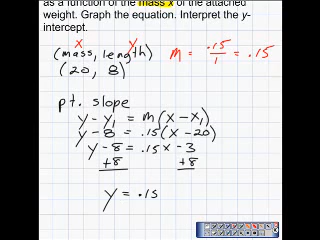 as a function of the mass x of the attached
weight. Graph the equation. Interpret the y-
intercept.
x y
(mass, length) m = .15/1 = .15
(20, 8)
pt. slope
y - y₁ = m(x - x₁)
y - 8 = .15(x - 20)
y - 8 = .15x - 3
+8 +8
y = .15